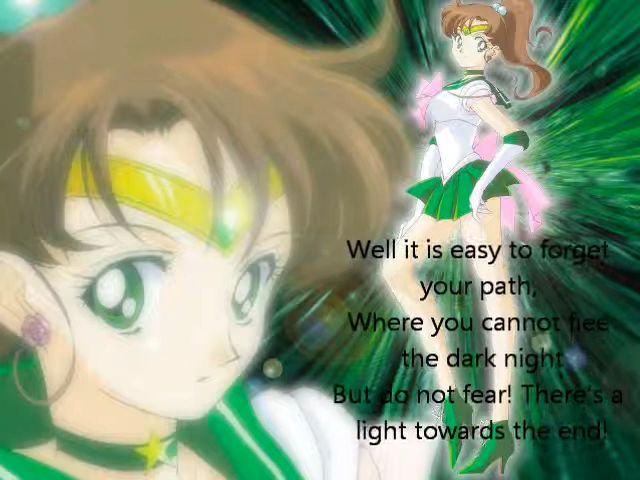 Well it is easy to forget
your path,
Where you cannot flee
the dark night
But do not fear! There's a
light towards the end!